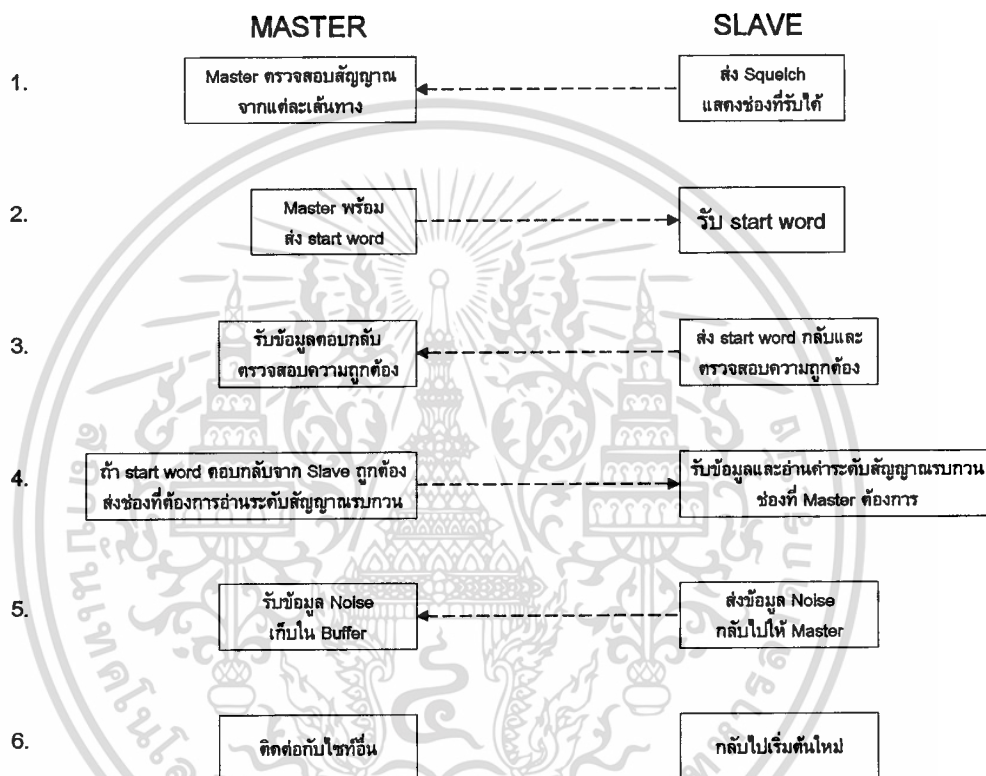 MASTER SLAVE
1. Master ตรวจสอบสัญญาณ
จากแต่ละเส้นทาง
ส่ง Squelch
แสดงช่องที่รับได้
2. Master พร้อม
ส่ง start word
รับ start word
3. รับข้อมูลตอบกลับ
ตรวจสอบความถูกต้อง
ส่ง start word กลับและ
ตรวจสอบความถูกต้อง
4. ถ้า start word ตอบกลับจาก Slave ถูกต้อง
ส่งช่องที่ต้องการอ่านระดับสัญญาณรบกวน
รับข้อมูลและอ่านค่าระดับสัญญาณรบกวน
ช่องที่ Master ต้องการ
5. รับข้อมูล Noise
เก็บใน Buffer
ส่งข้อมูล Noise
กลับไปให้ Master
6. ติดต่อกับไซท์อื่น
กลับไปเริ่มต้นใหม่